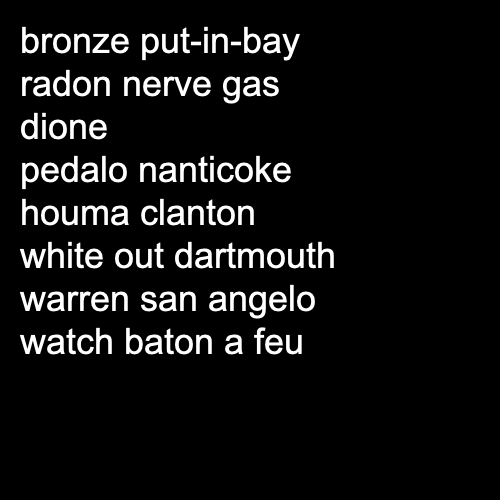 bronze put-in-bay
radon nerve gas
dione
pedalo nanticoke
houma clanton
white out dartmouth
warren san angelo
watch baton a feu